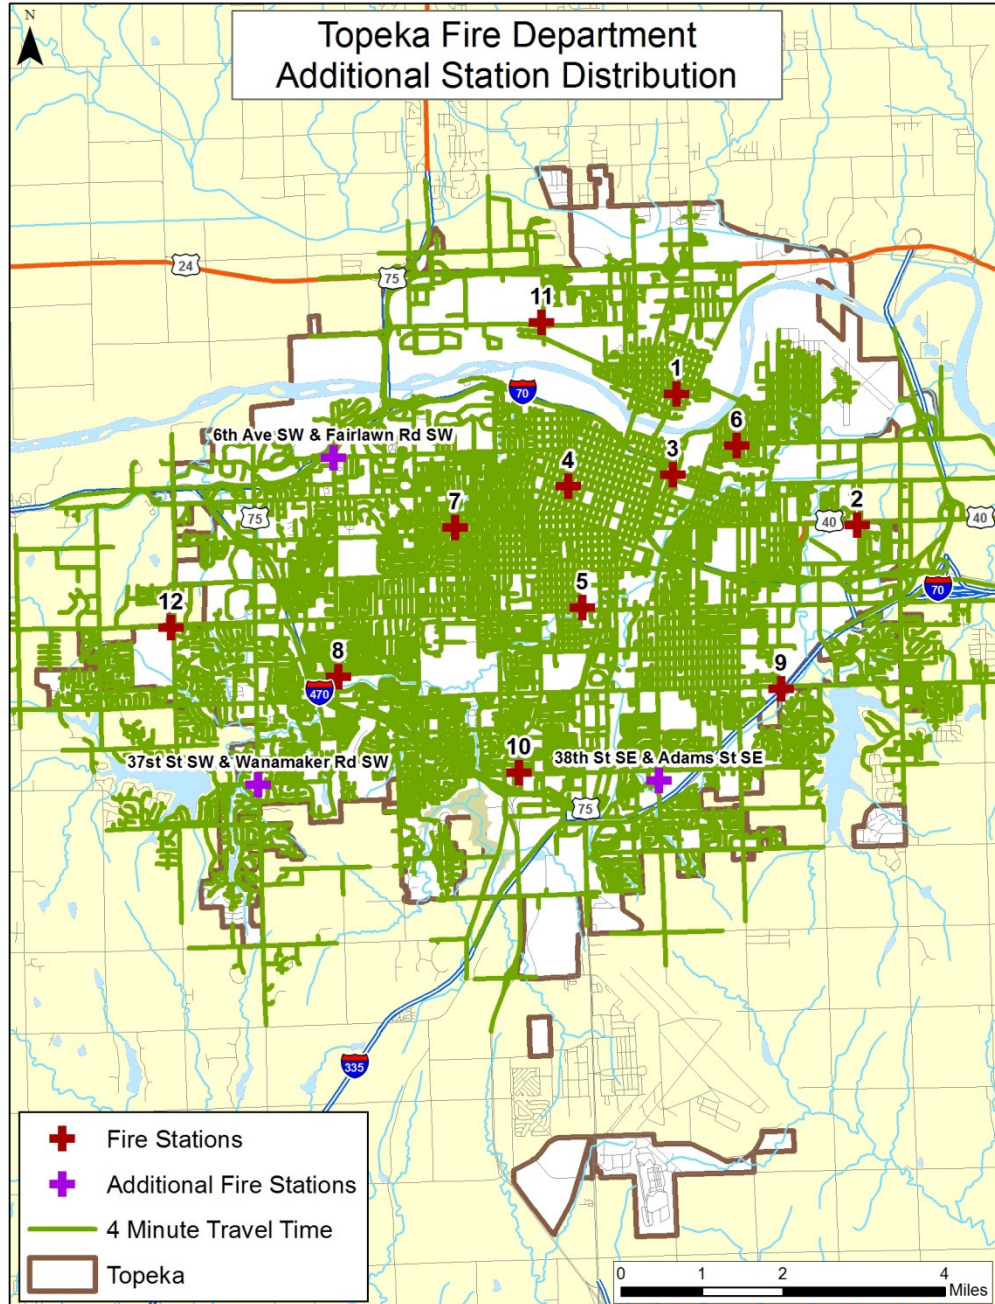 N
Topeka Fire Department
Additional Station Distribution
24
75
11
1
70
6th Ave SW & Fairlawn Rd SW
6
3
4
75
7
2
40
40
5
70
12
8
470
9
37st St SW & Wanamaker Rd SW
10
38th St SE & Adams St SE
75
335
Fire Stations
Additional Fire Stations
4 Minute Travel Time
Topeka
0 1 2 4
Miles